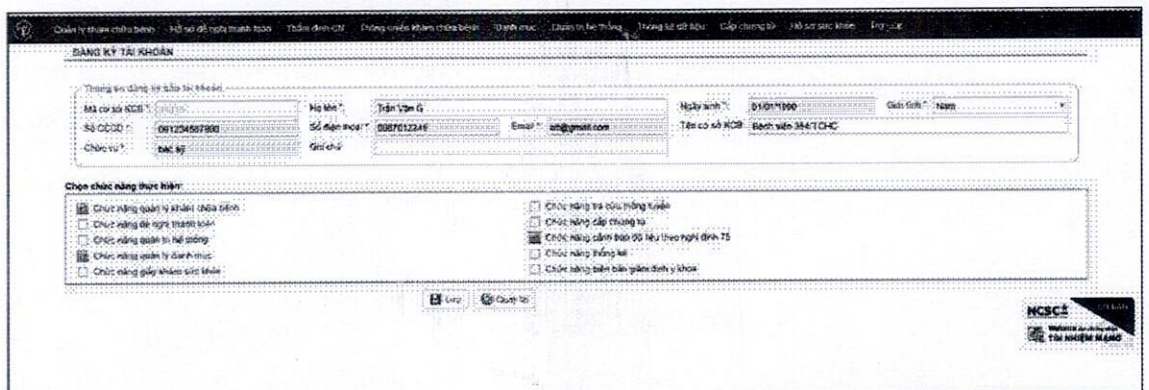 Quản lý khám chữa bệnh Hồ sơ đề nghị thanh toán Thẩm định CN Thông tuyến khám chữa bệnh Danh mục Quản trị hệ thống Thống kê dữ liệu Cấp chứng từ Hồ sơ sức khỏe
ĐĂNG KÝ TÀI KHOẢN
Thông tin đăng ký cấp tài khoản
Mã cơ sở KCB * Họ tên * Trần Văn G Ngày sinh * 01/01/1990 Giới tính * Nam
Số CCCD * Số điện thoại * Email * Tên cơ sở KCB Bệnh viện 354/TCHC
Chức vụ * bác sỹ Ghi chú
Chọn chức năng thực hiện:
Chức năng quản lý khám chữa bệnh Chức năng tra cứu thông tuyến
Chức năng đề nghị thanh toán Chức năng cấp chứng từ
Chức năng quản trị hệ thống Chức năng cảnh báo dữ liệu theo nghị định 75
Chức năng quản lý danh mục Chức năng thống kê
Chức năng giấy khám sức khỏe Chức năng biên bản giám định y khoa
Lưu Quay lại
NCSC
TÍN NHIỆM MẠNG